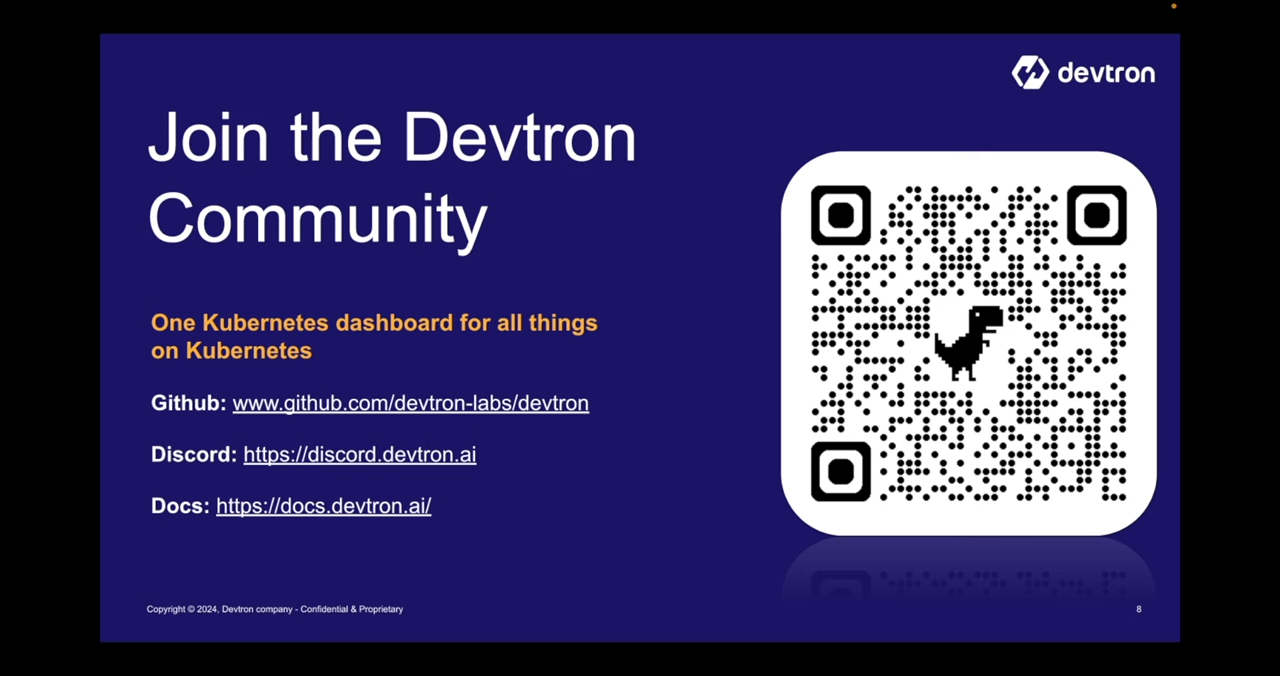 devtron
Join the Devtron
Community
One Kubernetes dashboard for all things
on Kubernetes
Github: www.github.com/devtron-labs/devtron
Discord: https://discord.devtron.ai
Docs: https://docs.devtron.ai/
Copyright © 2024, Devtron company - Confidential & Proprietary
8